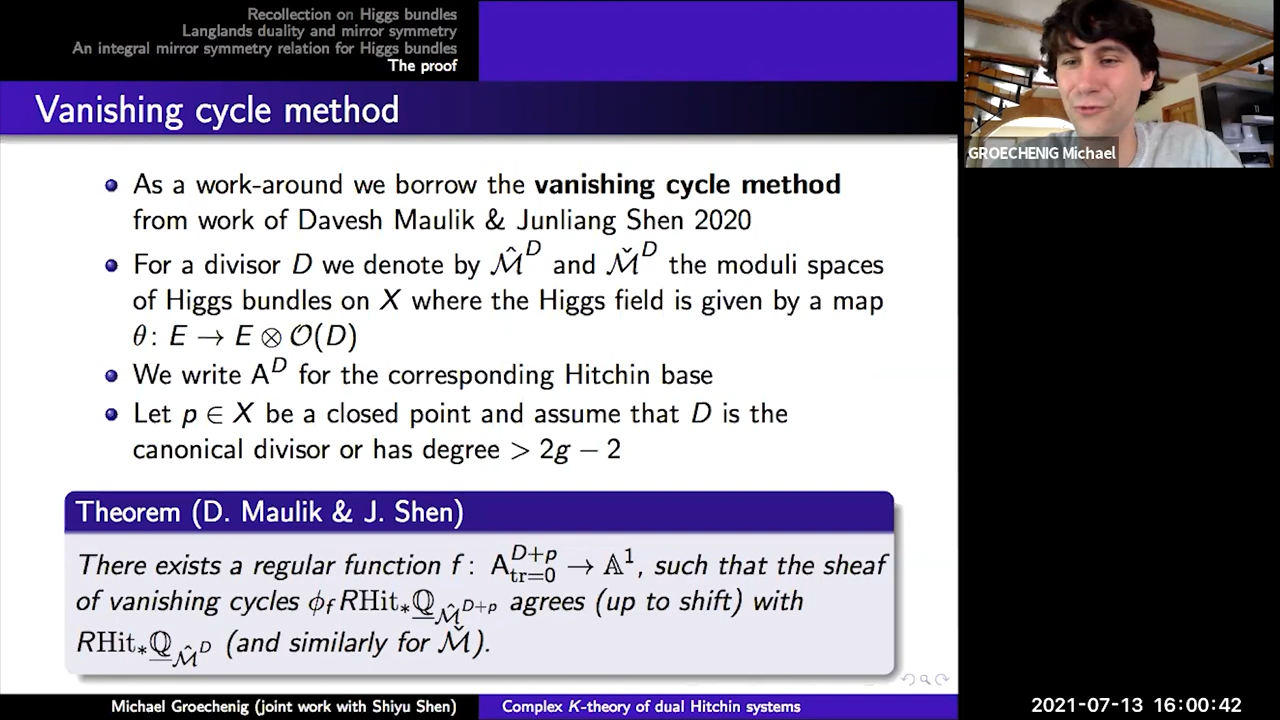 Recollection on Higgs bundles
Langlands duality and mirror symmetry
An integral mirror symmetry relation for Higgs bundles
The proof
Vanishing cycle method
As a work-around we borrow the vanishing cycle method
from work of Davesh Maulik & Junliang Shen 2020
For a divisor D we denote by M̂^D and M̌^D the moduli spaces
of Higgs bundles on X where the Higgs field is given by a map
θ: E → E ⊗ O(D)
We write A^D for the corresponding Hitchin base
Let p ∈ X be a closed point and assume that D is the
canonical divisor or has degree > 2g − 2
Theorem (D. Maulik & J. Shen)
There exists a regular function f : A^{D+p}_{tr=0} → 𝔸^1, such that the sheaf
of vanishing cycles ϕ_f RHit_* ℚ_{M̂^{D+p}} agrees (up to shift) with
RHit_* ℚ_{M̂^D} (and similarly for M̌).
Michael Groechenig (joint work with Shiyu Shen)
Complex K-theory of dual Hitchin systems
GROECHENIG Michael
2021-07-13 16:00:42